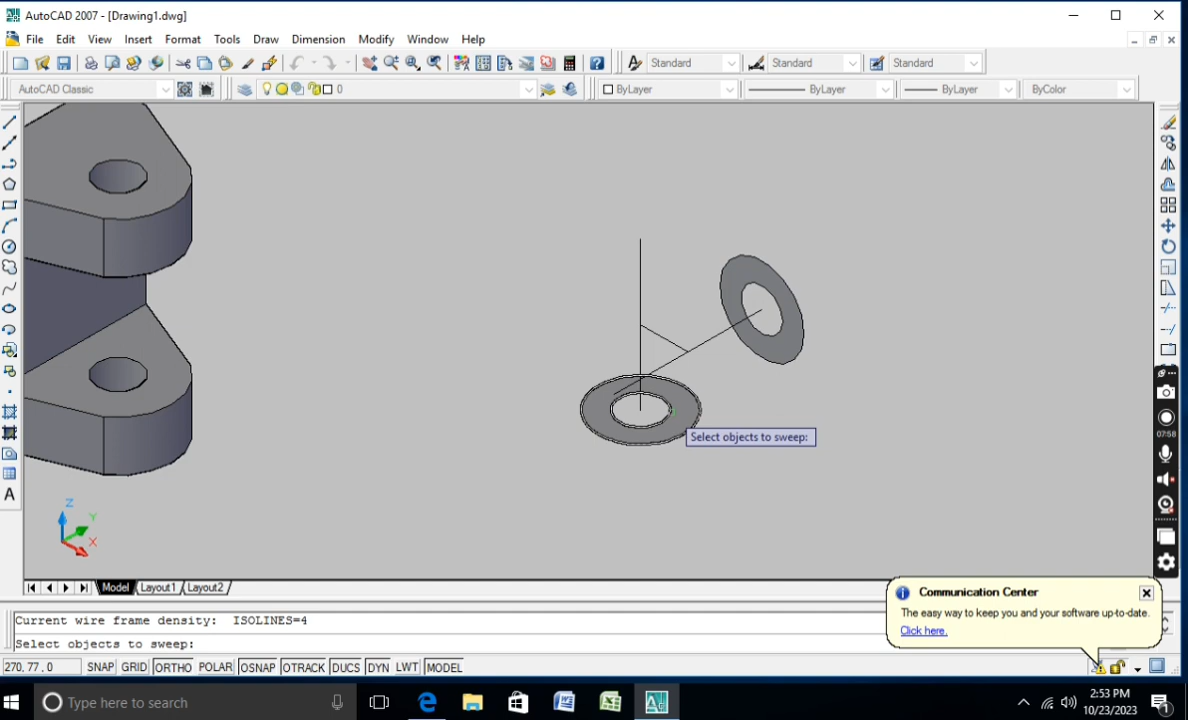 AutoCAD 2007 - [Drawing1.dwg]
File Edit View Insert Format Tools Draw Dimension Modify Window Help
Standard Standard Standard
AutoCAD Classic 0 ByLayer ByLayer ByLayer ByColor
A
07:58
Select objects to sweep:
Z
Y
X
Model Layout1 Layout2
Communication Center
The easy way to keep you and your software up-to-date.
Click here.
Current wire frame density: ISOLINES=4
Select objects to sweep:
270, 77, 0 SNAP GRID ORTHO POLAR OSNAP OTRACK DUCS DYN LWT MODEL
Type here to search
2:53 PM
10/23/2023
1